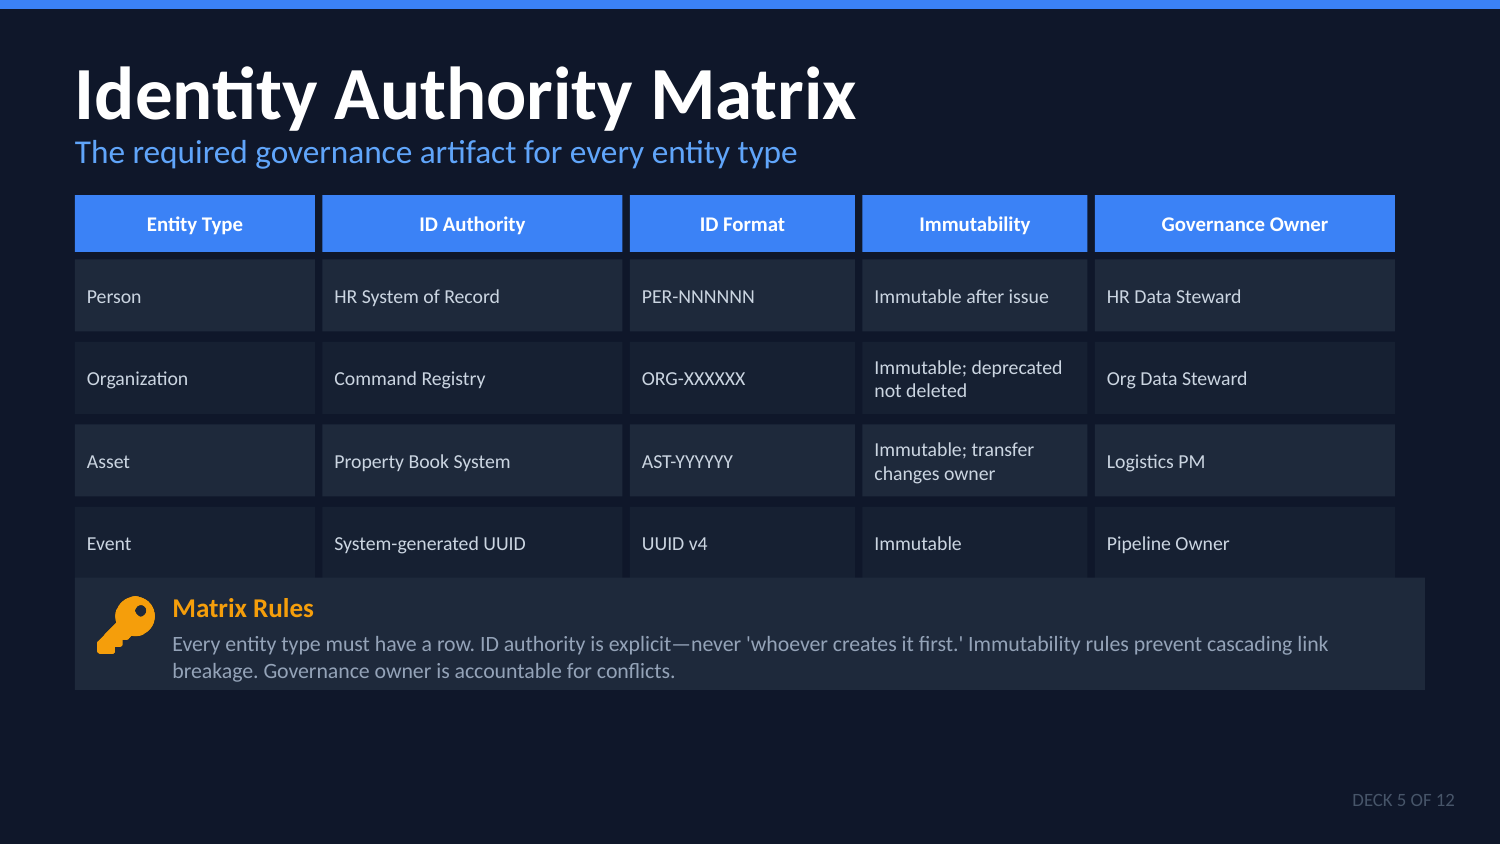 Identity Authority Matrix
The required governance artifact for every entity type
Entity Type ID Authority ID Format Immutability Governance Owner
Person HR System of Record PER-NNNNNN Immutable after issue HR Data Steward
Organization Command Registry ORG-XXXXXX Immutable; deprecated not deleted Org Data Steward
Asset Property Book System AST-YYYYYY Immutable; transfer changes owner Logistics PM
Event System-generated UUID UUID v4 Immutable Pipeline Owner
Matrix Rules
Every entity type must have a row. ID authority is explicit—never 'whoever creates it first.' Immutability rules prevent cascading link
breakage. Governance owner is accountable for conflicts.
DECK 5 OF 12